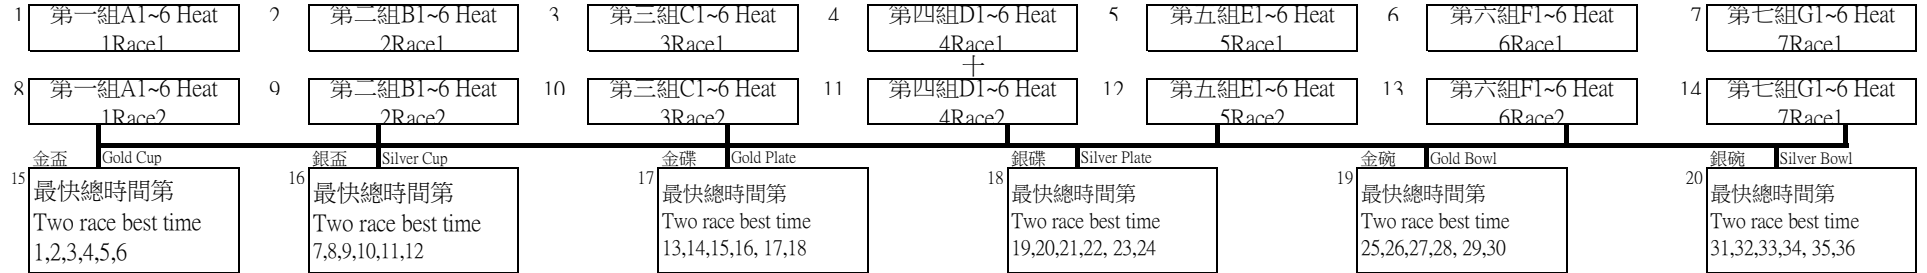 1 第一組A1~6 Heat 2 第二組B1~6 Heat 3 第三組C1~6 Heat 4 第四組D1~6 Heat 5 第五組E1~6 Heat 6 第六組F1~6 Heat 7 第七組G1~6 Heat
1Race1 2Race1 3Race1 4Race1 5Race1 6Race1 7Race1
十
8 第一組A1~6 Heat 9 第二組B1~6 Heat 10 第三組C1~6 Heat 11 第四組D1~6 Heat 12 第五組E1~6 Heat 13 第六組F1~6 Heat 14 第七組G1~6 Heat
1Race2 2Race2 3Race2 4Race2 5Race2 6Race2 7Race1
金盃 Gold Cup 銀盃 Silver Cup 金碟 Gold Plate 銀碟 Silver Plate 金碗 Gold Bowl 銀碗 Silver Bowl
15 最快總時間第 16 最快總時間第 17 最快總時間第 18 最快總時間第 19 最快總時間第 20 最快總時間第
Two race best time Two race best time Two race best time Two race best time Two race best time Two race best time
1,2,3,4,5,6 7,8,9,10,11,12 13,14,15,16, 17,18 19,20,21,22, 23,24 25,26,27,28, 29,30 31,32,33,34, 35,36